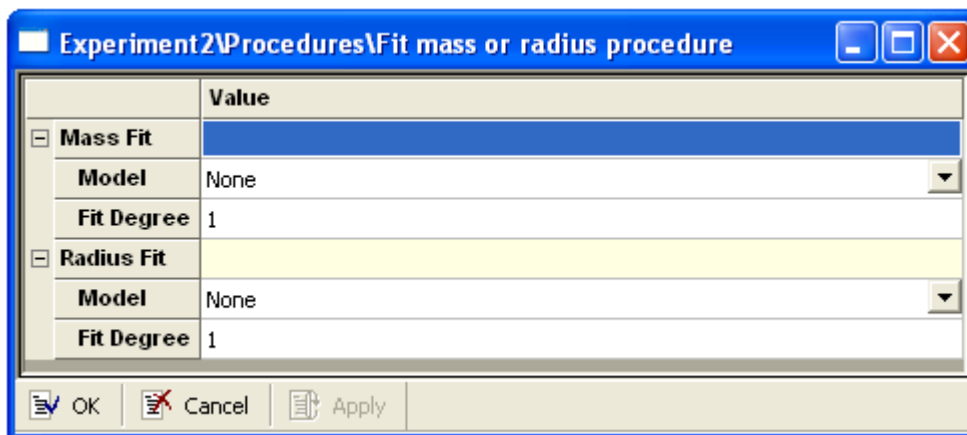 Experiment2\Procedures\Fit mass or radius procedure
Value
Mass Fit
Model None
Fit Degree 1
Radius Fit
Model None
Fit Degree 1
OK Cancel Apply